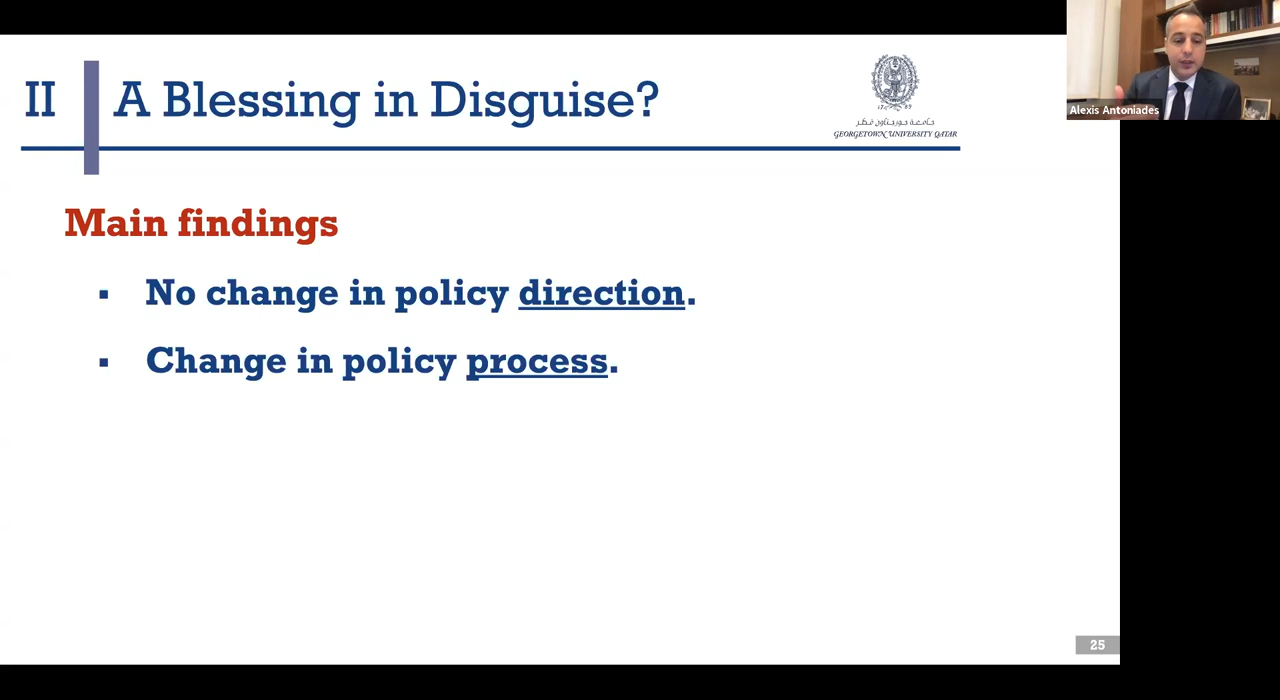 II A Blessing in Disguise?
جامعة جورجتاون قطر
GEORGETOWN UNIVERSITY QATAR
Alexis Antoniades
Main findings
▪ No change in policy direction.
▪ Change in policy process.
25